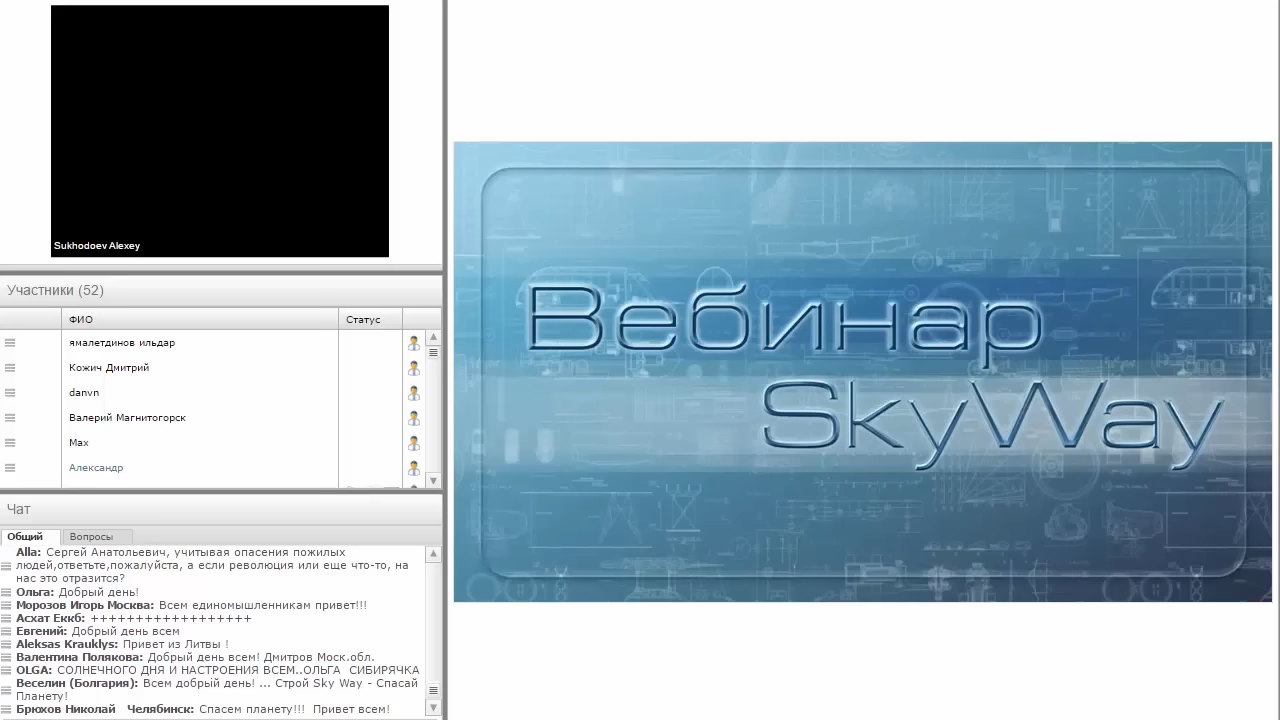 Sukhodoev Alexey
Участники (52)
ФИО
Статус
ямалетдинов ильдар
Кожич Дмитрий
danvn
Валерий Магнитогорск
Max
Александр
Чат
Общий
Вопросы
Alla: Сергей Анатольевич, учитывая опасения пожилых
людей,ответьте,пожалуйста, а если революция или еще что-то, на
нас это отразится?
Ольга: Добрый день!
Морозов Игорь Москва: Всем единомышленникам привет!!!
Асхат Еккб: ++++++++++++++++++
Евгений: Добрый день всем
Aleksas Krauklys: Привет из Литвы !
Валентина Полякова: Добрый день всем! Дмитров Моск.обл.
OLGA: СОЛНЕЧНОГО ДНЯ И НАСТРОЕНИЯ ВСЕМ..ОЛЬГА СИБИРЯЧКА
Веселин (Болгария): Всем добрый день! ... Строй Sky Way - Спасай
Планету!
Брюхов Николай Челябинск: Спасем планету!!! Привет всем!
Вебинар
SkyWay